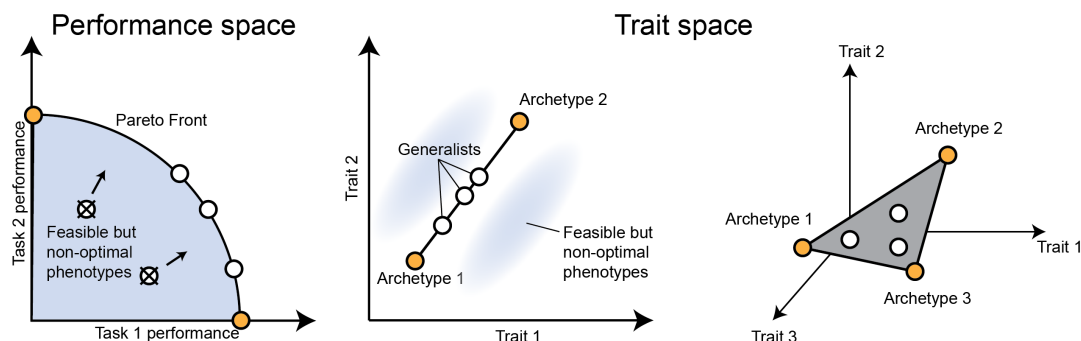 Performance space
Trait space
Task 2 performance
Pareto Front
Feasible but
non-optimal
phenotypes
Task 1 performance
Trait 2
Archetype 2
Generalists
Feasible but
non-optimal
phenotypes
Archetype 1
Trait 1
Trait 2
Archetype 2
Archetype 1
Trait 1
Archetype 3
Trait 3